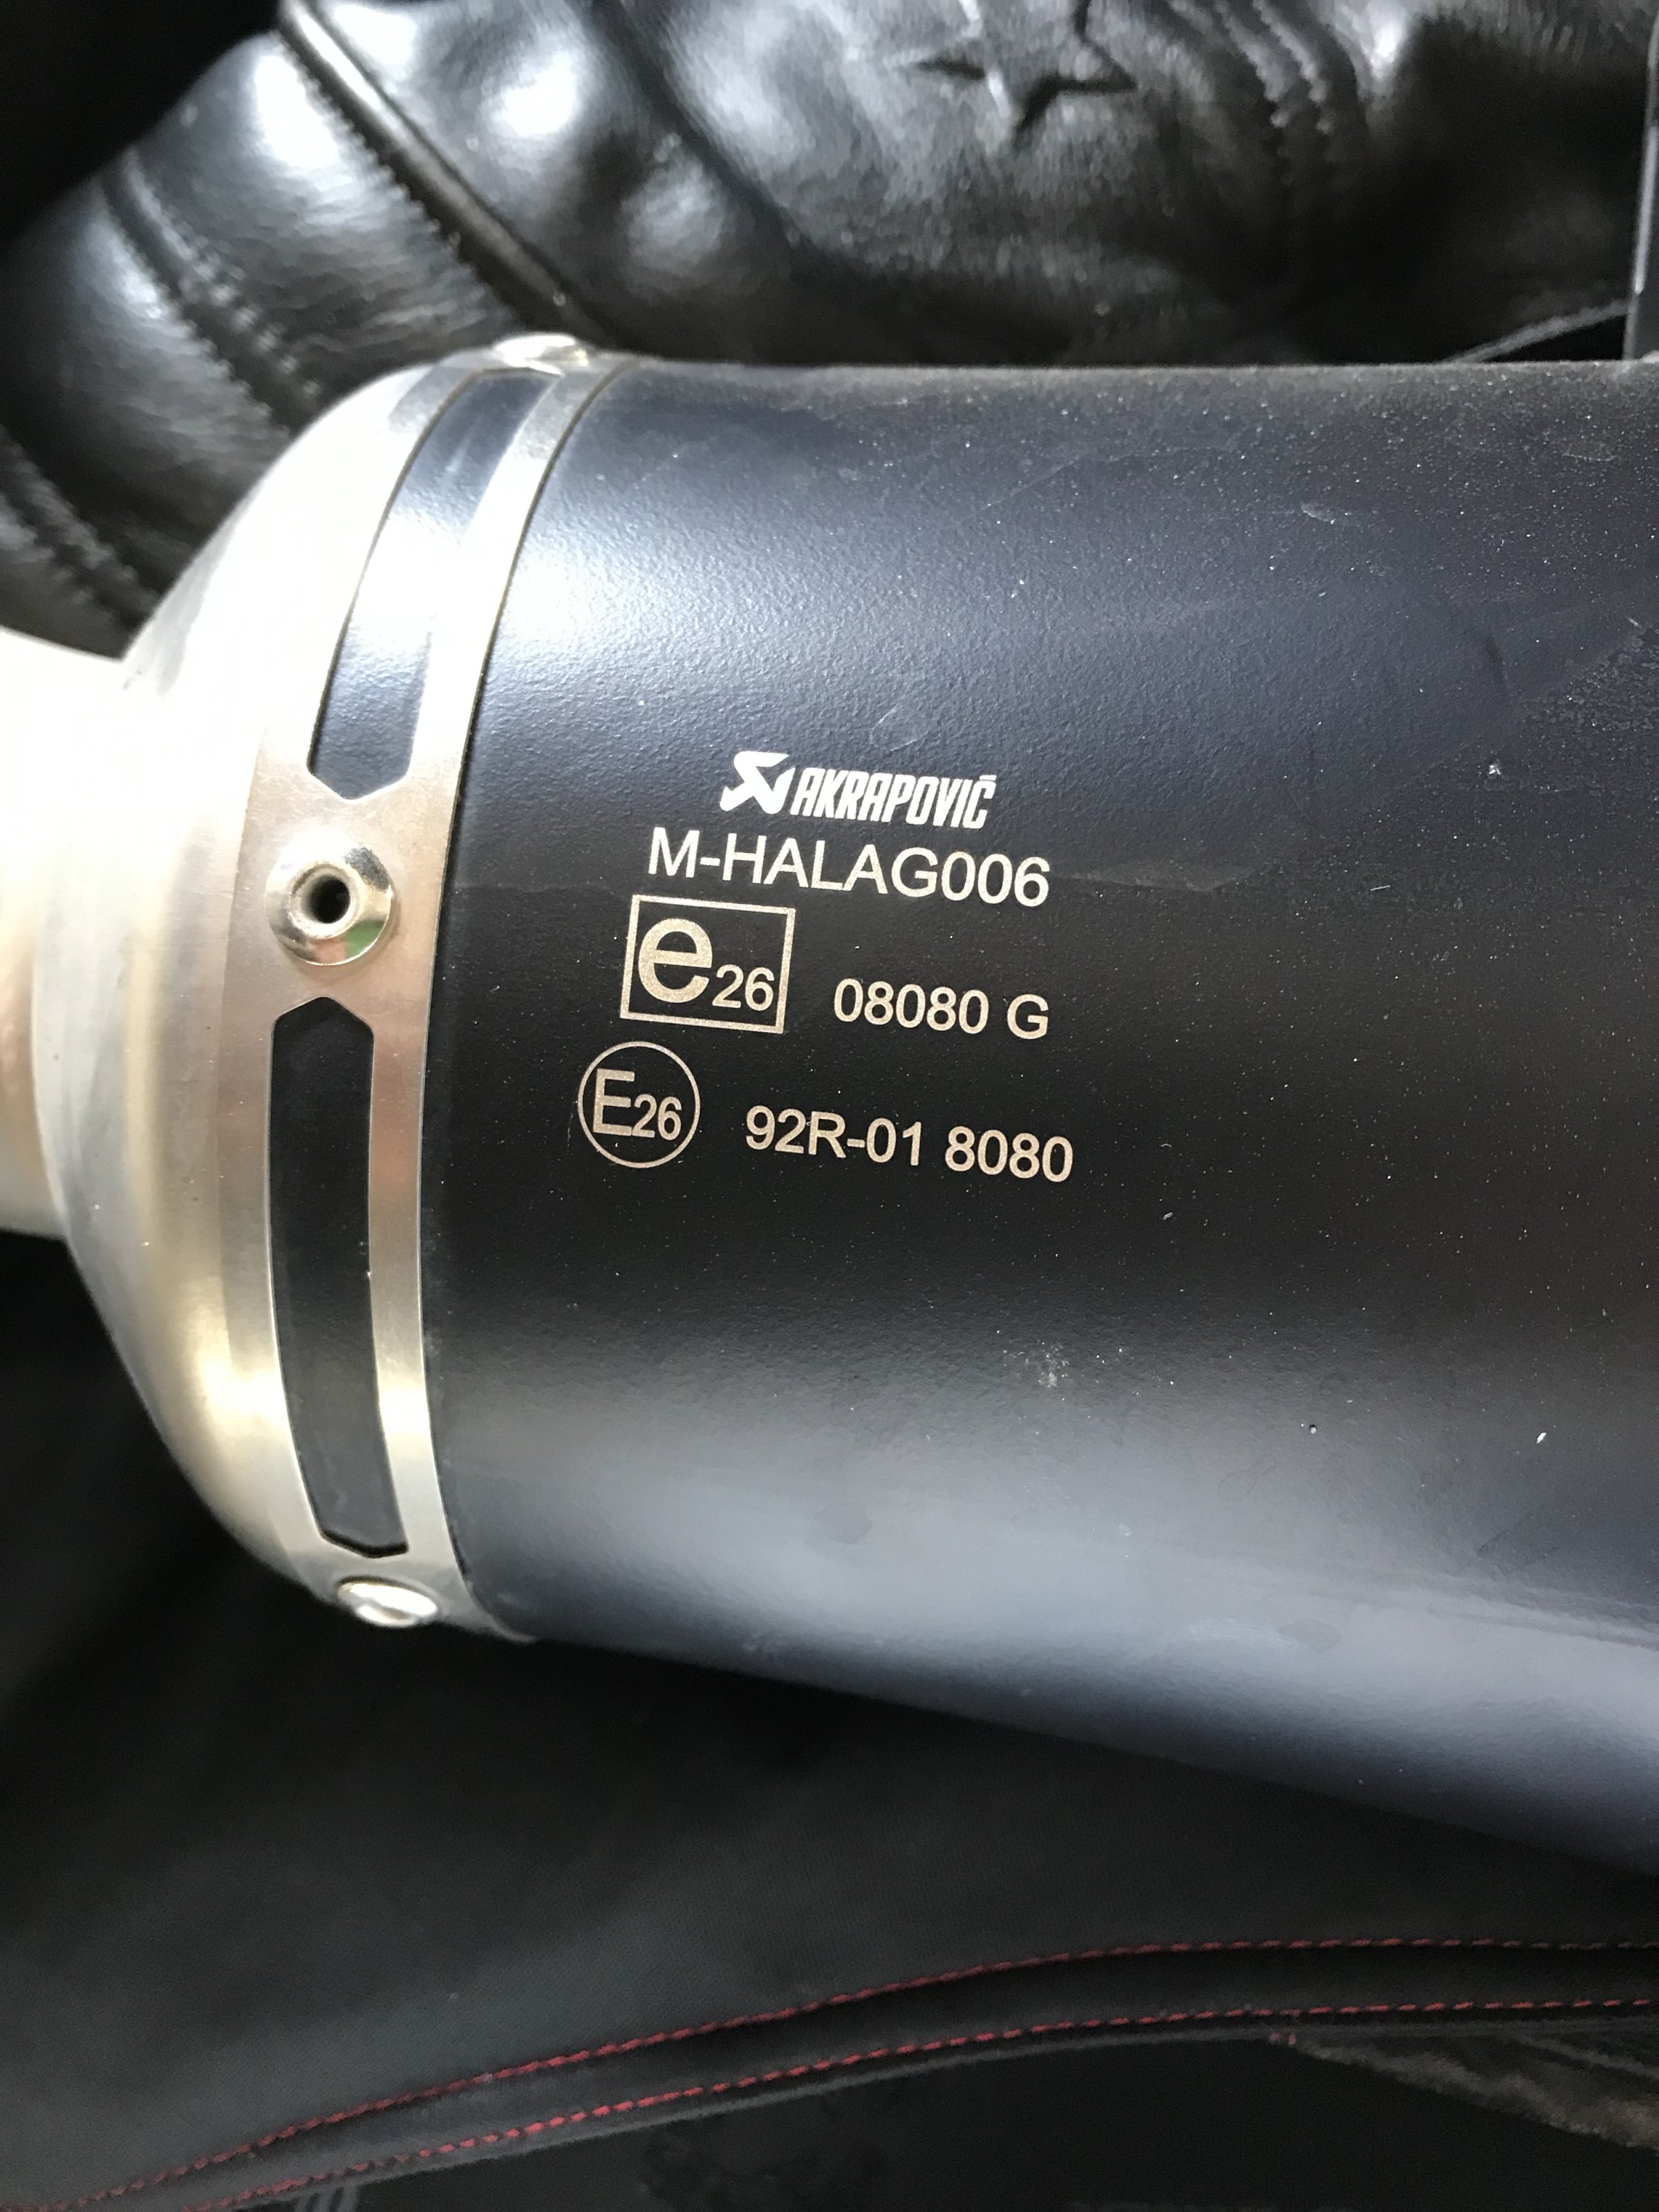 AKRAPOVIČ
M-HALAG006
e26 08080 G
E26 92R-01 8080